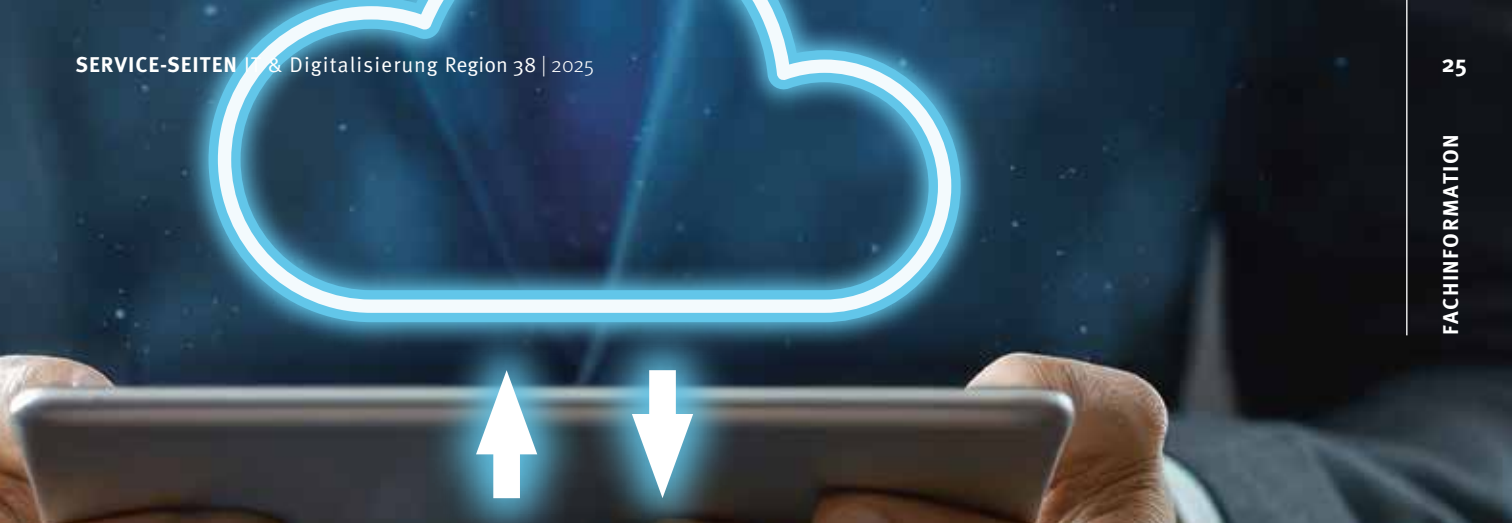 SERVICE-SEITEN IT & Digitalisierung Region 38 | 2025
25
FACHINFORMATION